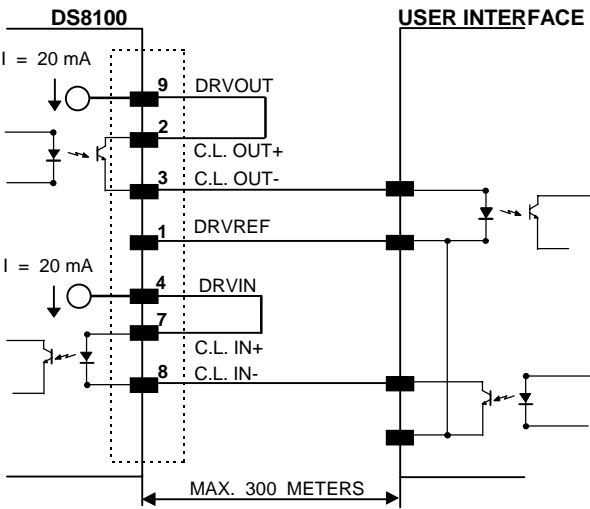 DS8100
USER INTERFACE
I = 20 mA
9 DRVOUT
2
C.L. OUT+
3 C.L. OUT-
1 DRVREF
I = 20 mA
4 DRVIN
7
C.L. IN+
8 C.L. IN-
MAX. 300 METERS